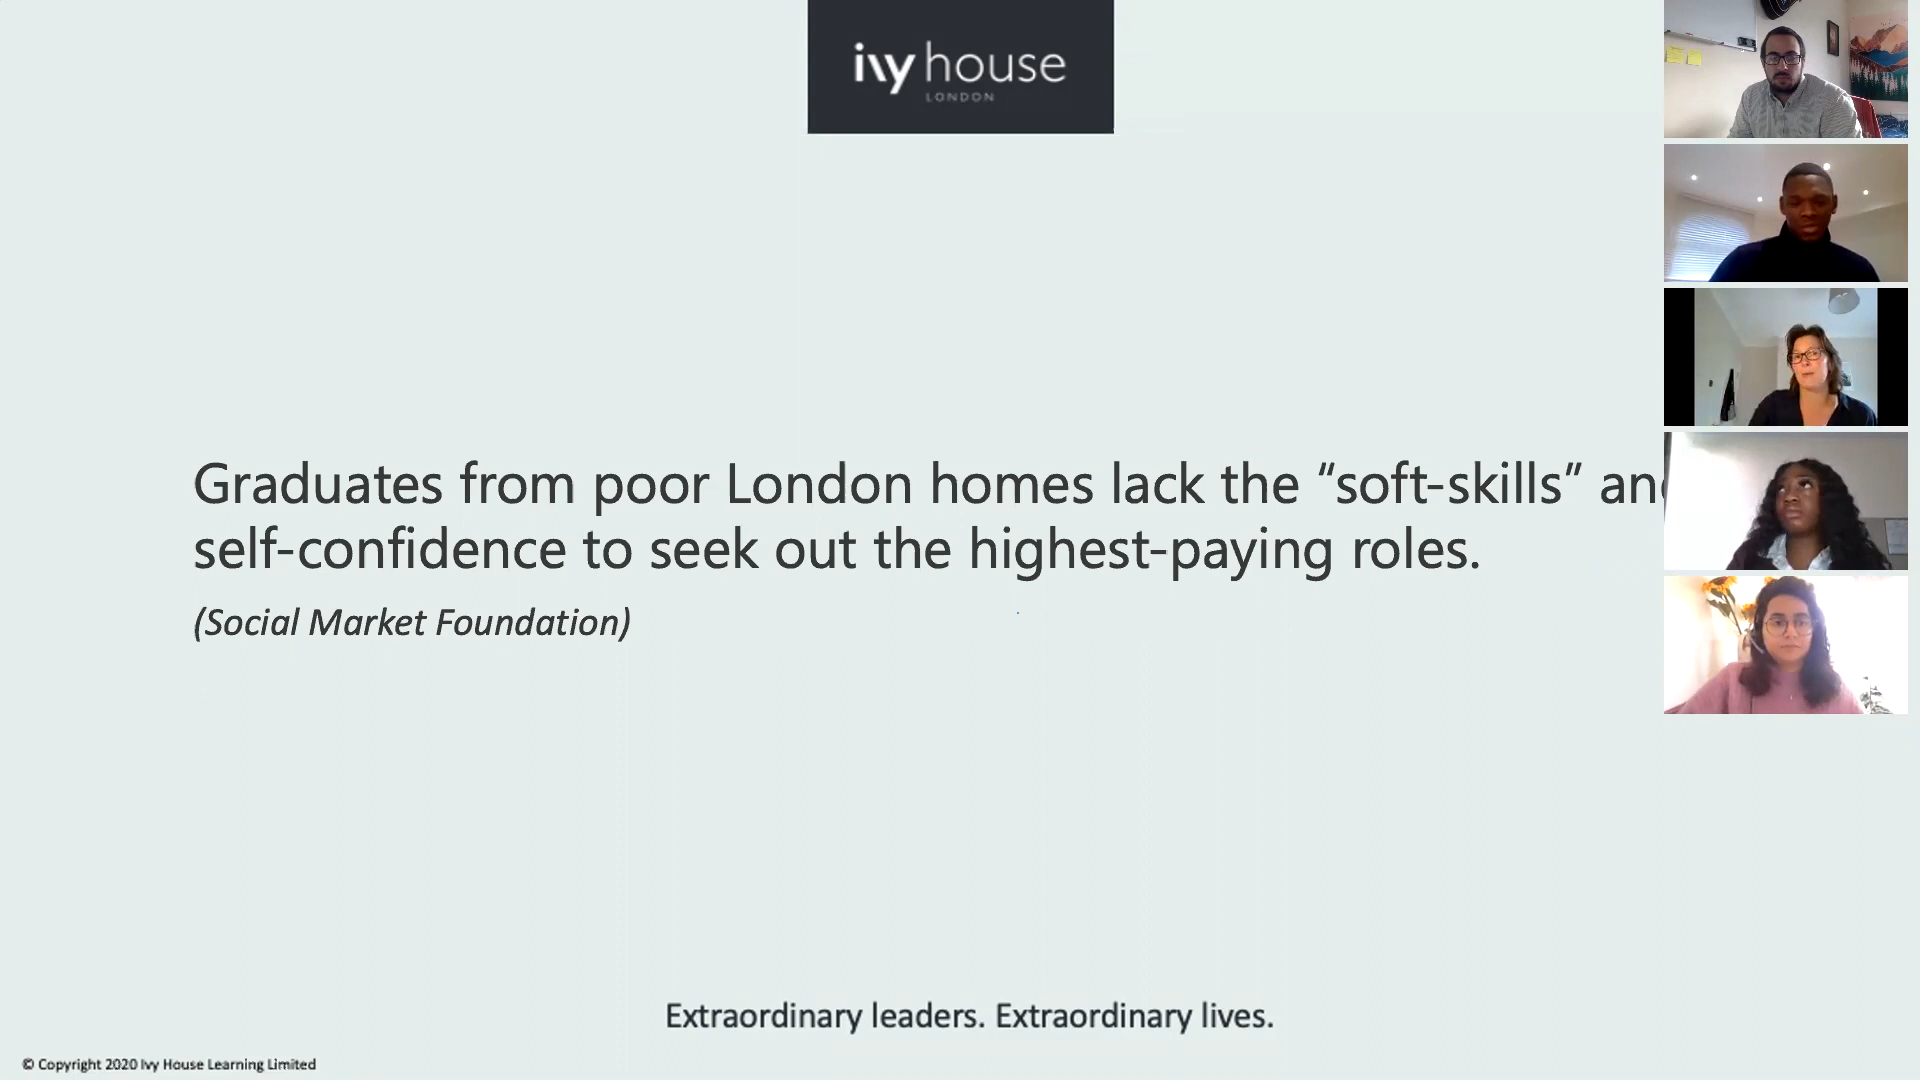 ivy house
LONDON
Graduates from poor London homes lack the “soft-skills” an
self-confidence to seek out the highest-paying roles.
(Social Market Foundation)
Extraordinary leaders. Extraordinary lives.
© Copyright 2020 Ivy House Learning Limited